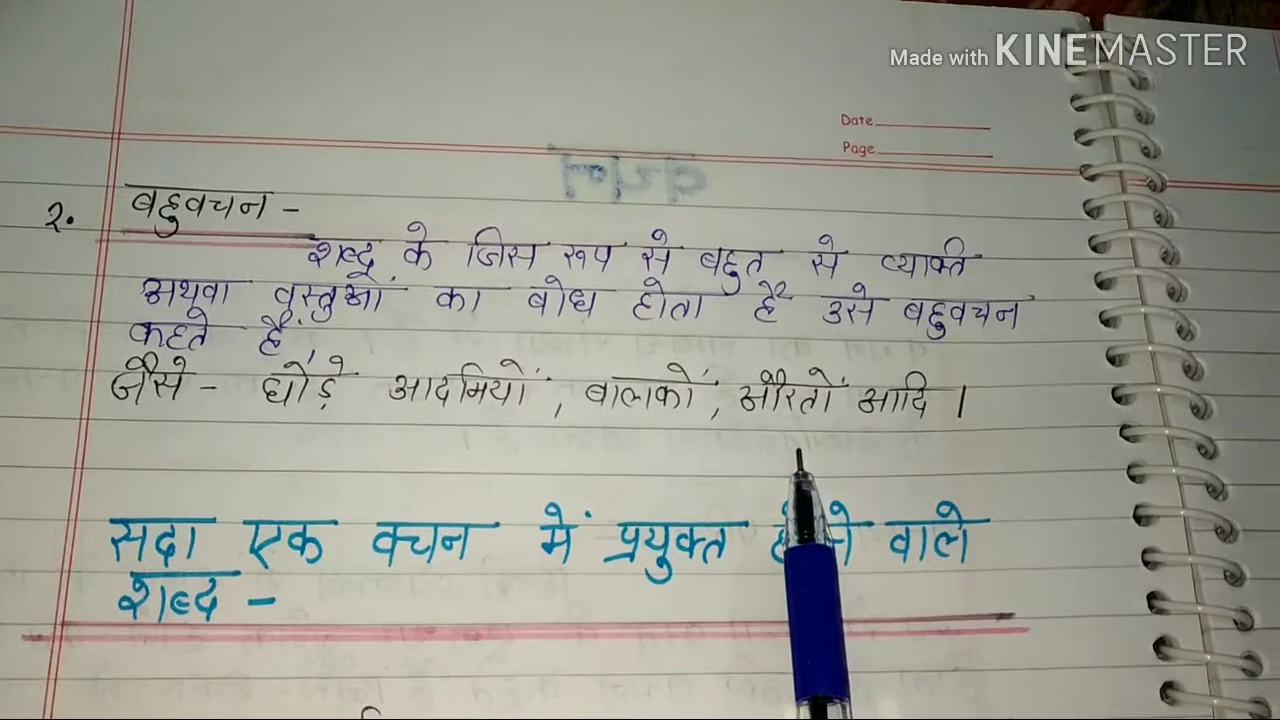 Made with KINEMASTER
Date
Page
२. बहुवचन -
शब्द के जिस रूप से बहुत से व्यक्ति
अथवा वस्तुओं का बोध होता है उसे बहुवचन
कहते हैं
जैसे - घोड़े आदमियों, बालकों, औरतों आदि ।
सदा एक वचन में प्रयुक्त होने वाले
शब्द -